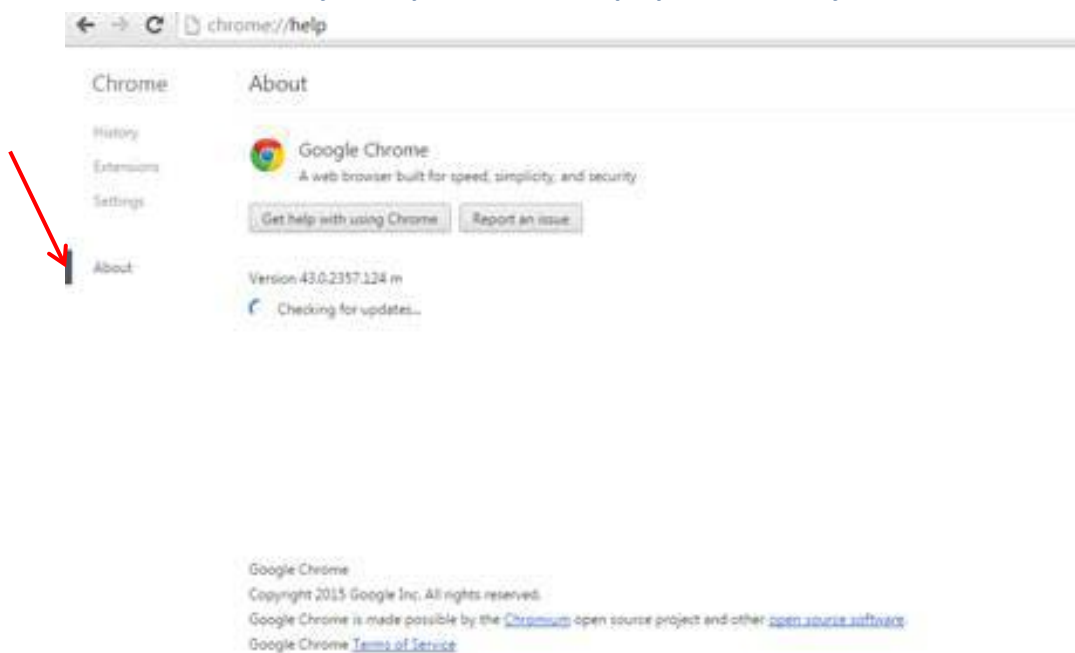 chrome://help
Chrome
About
History
Extensions
Settings
About
Google Chrome
A web browser built for speed, simplicity, and security
Get help with using Chrome
Report an issue
Version 43.0.2357.124 m
Checking for updates...
Google Chrome
Copyright 2015 Google Inc. All rights reserved.
Google Chrome is made possible by the Chromium open source project and other open source software.
Google Chrome Terms of Service